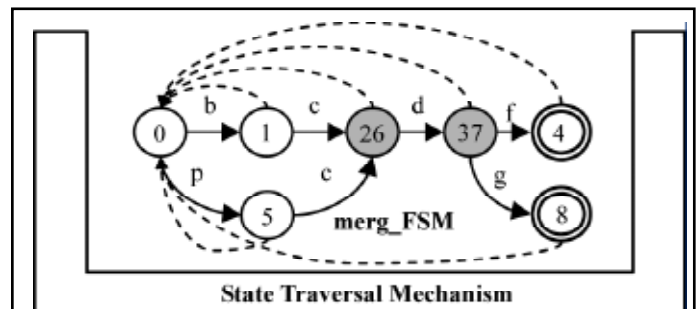 b c d f
0 1 26 37 4
p c g
5 8
merg_FSM
State Traversal Mechanism